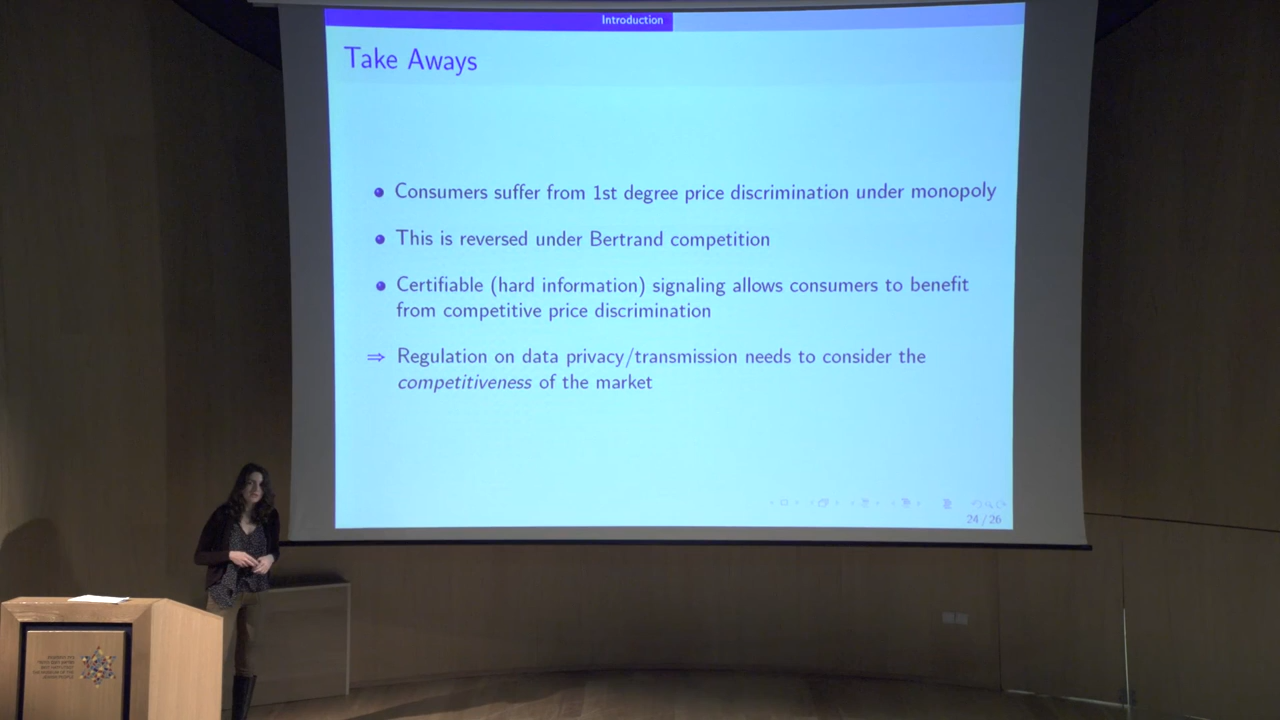 Introduction
Take Aways
Consumers suffer from 1st degree price discrimination under monopoly
This is reversed under Bertrand competition
Certifiable (hard information) signaling allows consumers to benefit
from competitive price discrimination
⇒ Regulation on data privacy/transmission needs to consider the
competitiveness of the market
24 / 26